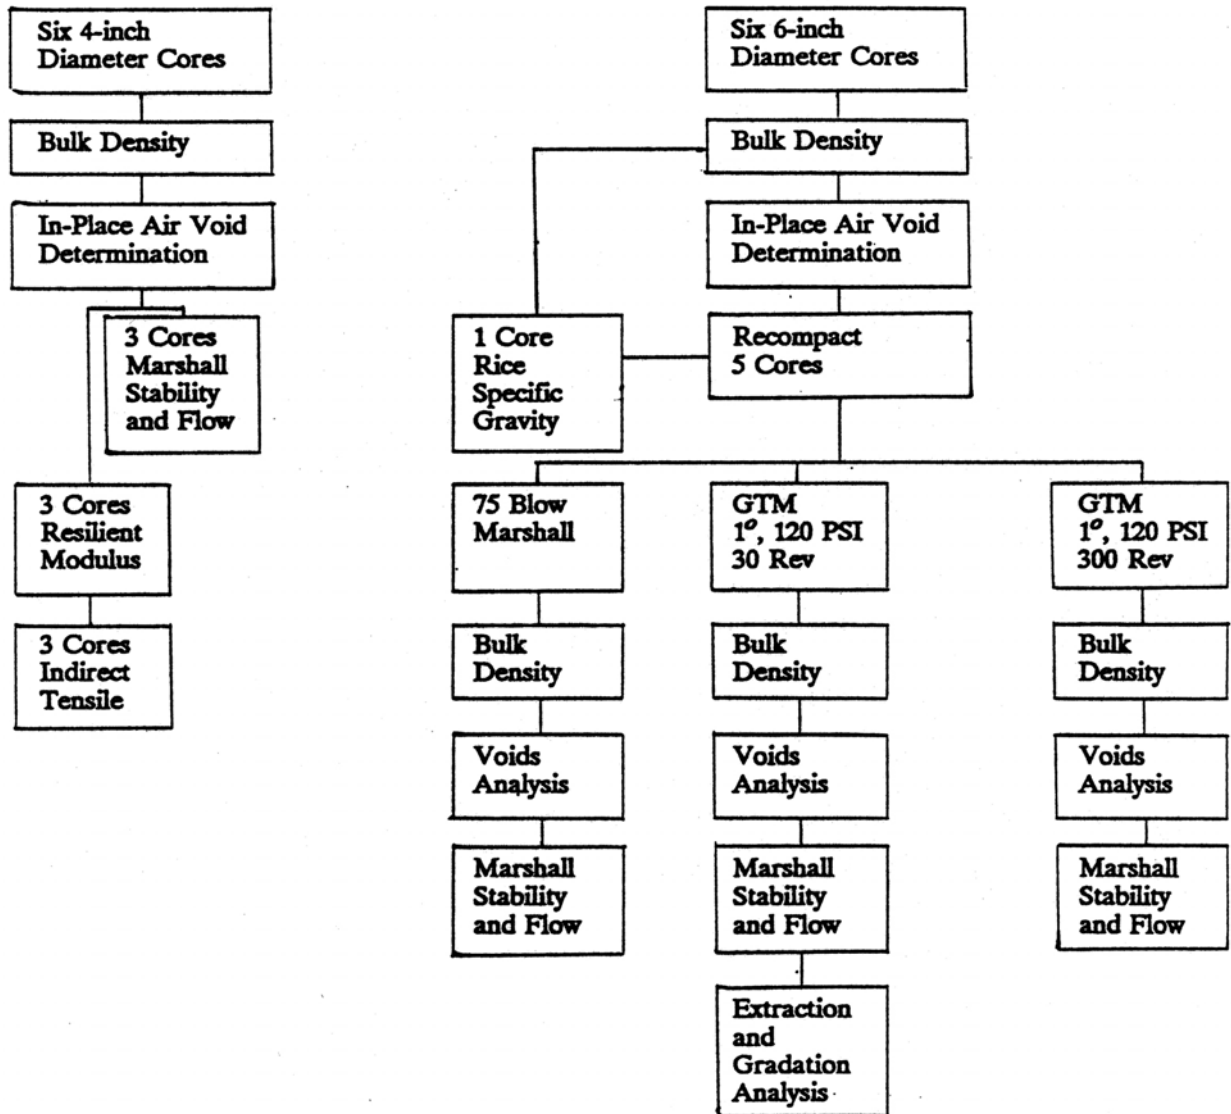 Six 4-inch
Diameter Cores
Bulk Density
In-Place Air Void
Determination
3 Cores
Marshall
Stability
and Flow
3 Cores
Resilient
Modulus
3 Cores
Indirect
Tensile
Six 6-inch
Diameter Cores
Bulk Density
In-Place Air Void
Determination
1 Core
Rice
Specific
Gravity
Recompact
5 Cores
75 Blow
Marshall
Bulk
Density
Voids
Analysis
Marshall
Stability
and Flow
GTM
1°, 120 PSI
30 Rev
Bulk
Density
Voids
Analysis
Marshall
Stability
and Flow
Extraction
and
Gradation
Analysis
GTM
1°, 120 PSI
300 Rev
Bulk
Density
Voids
Analysis
Marshall
Stability
and Flow